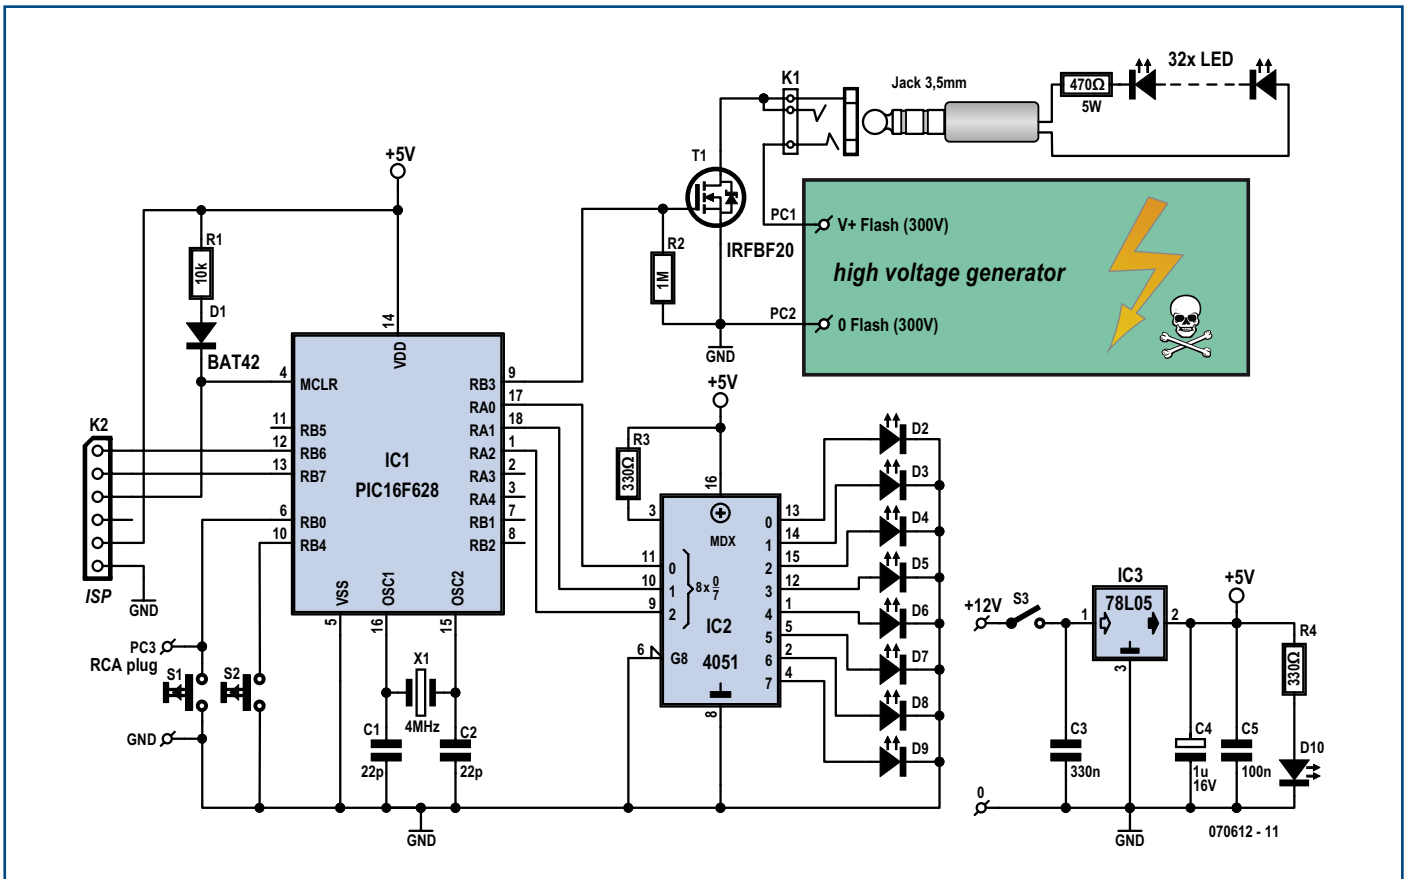 32x LED
K1
Jack 3,5mm
470Ω
5W
+5V
T1
R1
10k
R2
1M
IRFBF20
PC1
V+ Flash (300V)
high voltage generator
PC2
0 Flash (300V)
GND
D1
BAT42
14
VDD
4
MCLR
RB3
9
RA0
17
11
RB5
RA1
18
12
RB6
RA2
1
13
RB7
RA3
2
RA4
3
6
RB0
RB1
7
10
RB4
RB2
8
IC1
PIC16F628
VSS
OSC1
OSC2
5
16
15
K2
ISP
GND
PC3
RCA plug
S1
S2
GND
X1
4MHz
C1
22p
C2
22p
GND
+5V
R3
330Ω
16
3
MDX
11
0
10
1
9
2
8x 0/7
IC2
6
G8
4051
8
0
13
1
14
2
15
3
12
4
1
5
5
6
2
7
4
D2
D3
D4
D5
D6
D7
D8
D9
+12V
S3
IC3
78L05
1
2
3
+5V
R4
330Ω
C3
330n
C4
1u
16V
C5
100n
D10
0
GND
070612 - 11